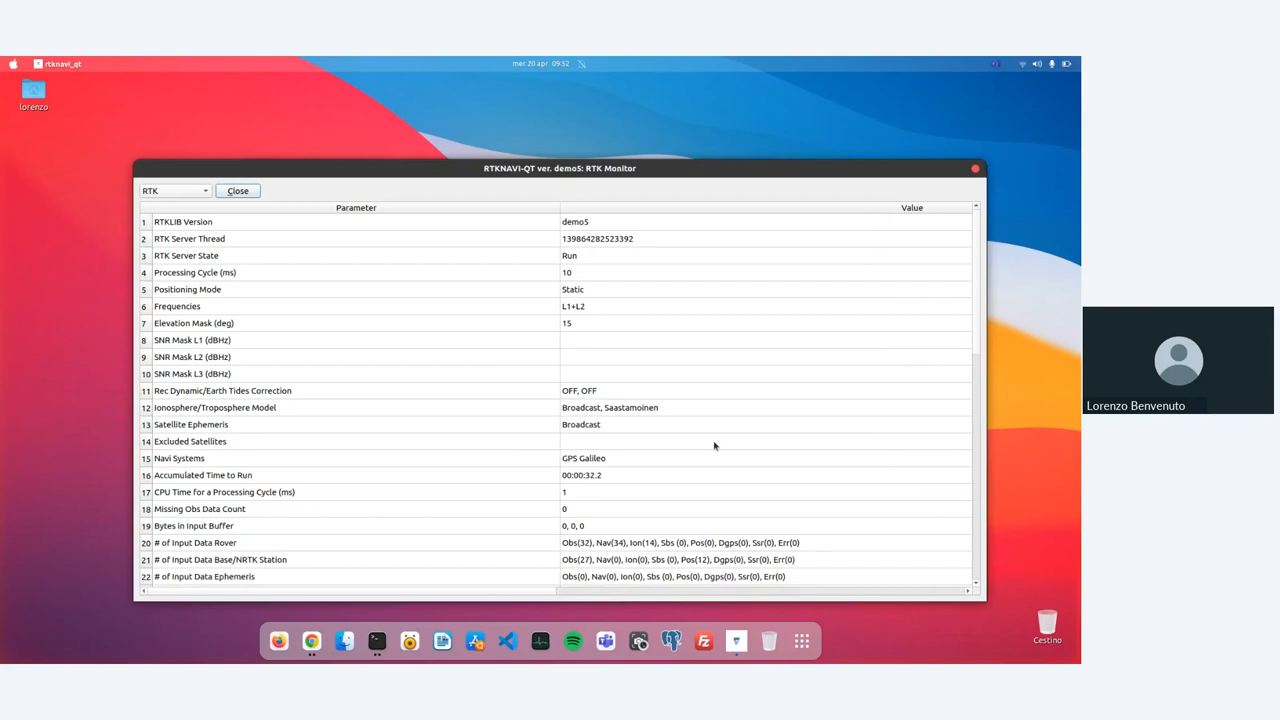 rtknavi_qt
mer 20 apr 09:52
lorenzo
RTKNAVI-QT ver. demo5: RTK Monitor
RTK
Close
Parameter Value
1 RTKLIB Version demo5
2 RTK Server Thread 139864282523392
3 RTK Server State Run
4 Processing Cycle (ms) 10
5 Positioning Mode Static
6 Frequencies L1+L2
7 Elevation Mask (deg) 15
8 SNR Mask L1 (dBHz)
9 SNR Mask L2 (dBHz)
10 SNR Mask L3 (dBHz)
11 Rec Dynamic/Earth Tides Correction OFF, OFF
12 Ionosphere/Troposphere Model Broadcast, Saastamoinen
13 Satellite Ephemeris Broadcast
14 Excluded Satellites
15 Navi Systems GPS Galileo
16 Accumulated Time to Run 00:00:32.2
17 CPU Time for a Processing Cycle (ms) 1
18 Missing Obs Data Count 0
19 Bytes in Input Buffer 0, 0, 0
20 # of Input Data Rover Obs(32), Nav(34), Ion(14), Sbs (0), Pos(0), Dgps(0), Ssr(0), Err(0)
21 # of Input Data Base/NRTK Station Obs(27), Nav(0), Ion(0), Sbs (0), Pos(12), Dgps(0), Ssr(0), Err(0)
22 # of Input Data Ephemeris Obs(0), Nav(0), Ion(0), Sbs (0), Pos(0), Dgps(0), Ssr(0), Err(0)
Lorenzo Benvenuto
Cestino